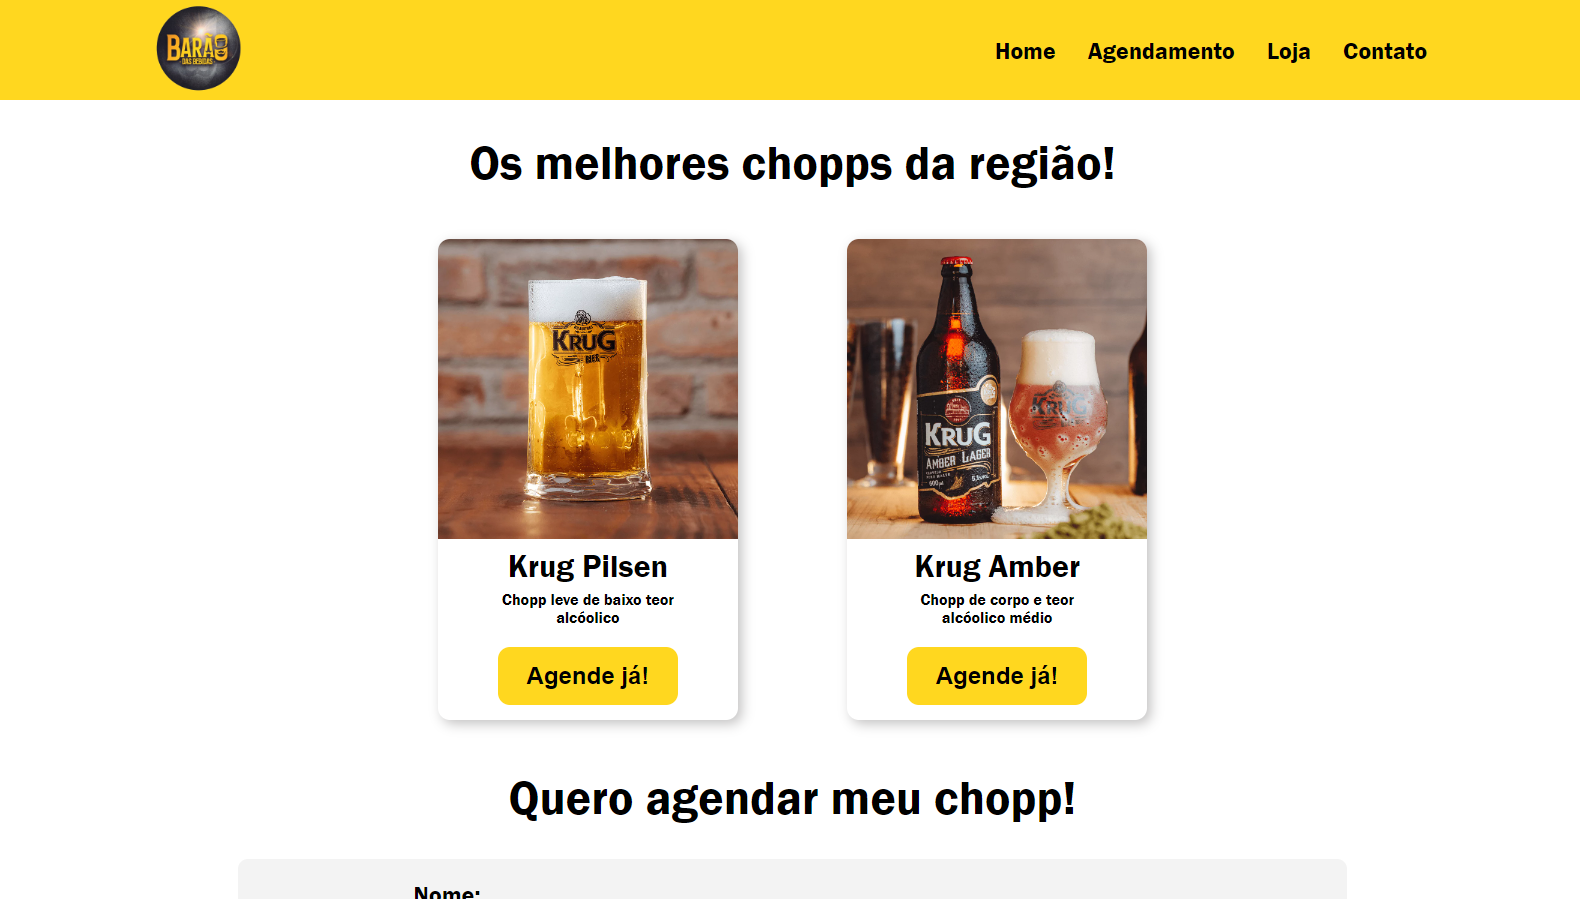 BARÃO
DAS BEBIDAS
Home Agendamento Loja Contato
Os melhores chopps da região!
KRUG
BIER
KRUG
AMBER LAGER
KRUG
Krug Pilsen
Chopp leve de baixo teor
alcóolico
Agende já!
Krug Amber
Chopp de corpo e teor
alcóolico médio
Agende já!
Quero agendar meu chopp!
Nome: